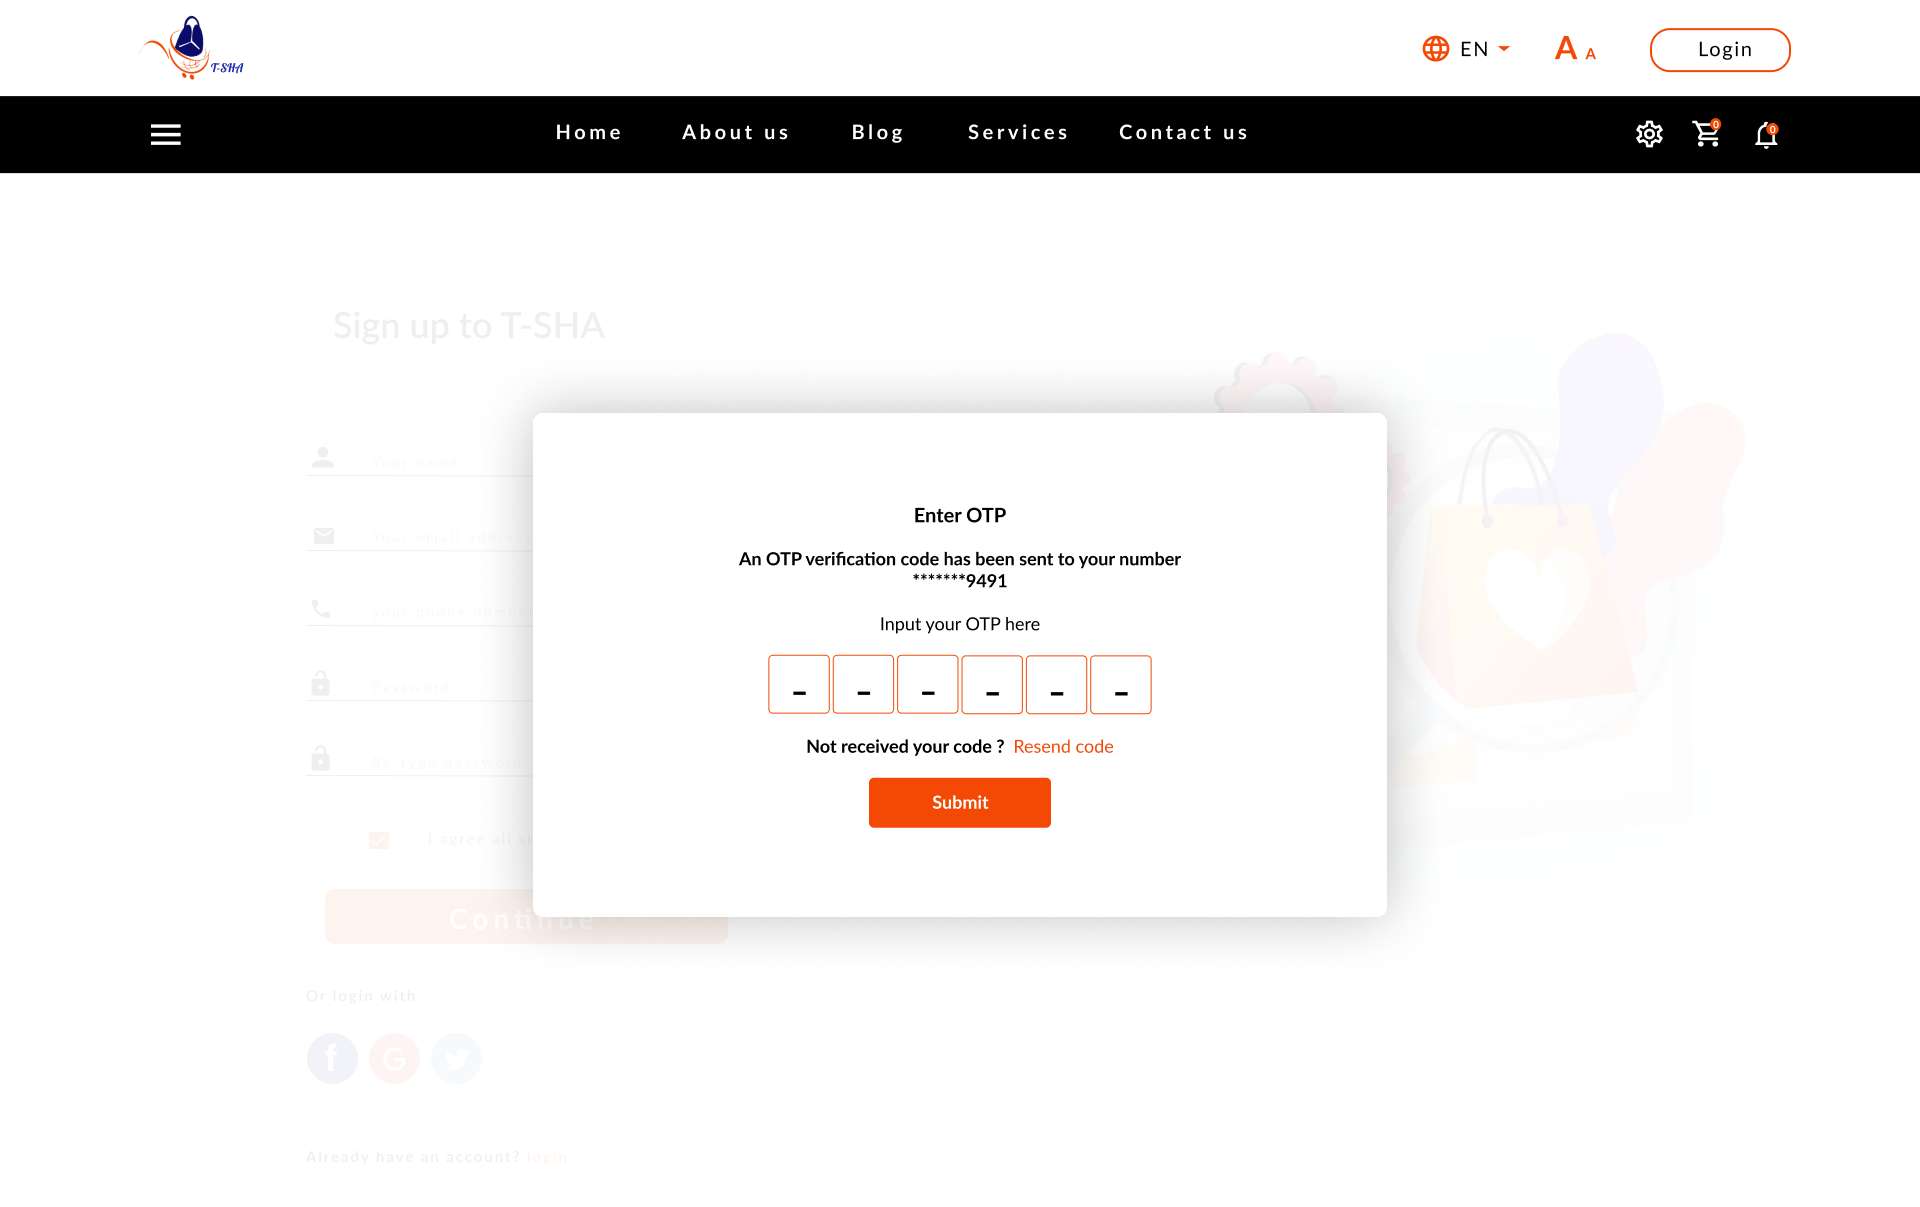 T-SHA
EN
A A
Login
Home About us Blog Services Contact us
0
0
Sign up to T-SHA
Your name
Your email address
your phone number
Password
Re-type password
I agree all st
Continue
Or login with
f G
Already have an account? login
Enter OTP
An OTP verification code has been sent to your number
*******9491
Input your OTP here
- - - - - -
Not received your code ? Resend code
Submit